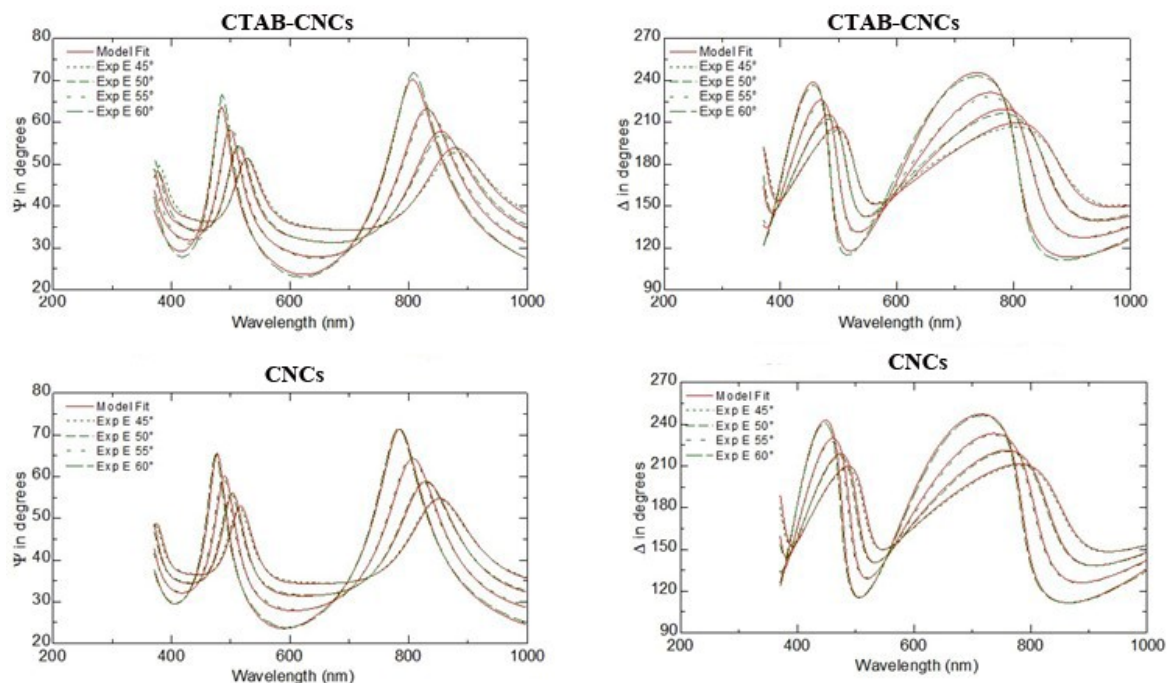 CTAB-CNCs
80
70
60
50
40
30
20
Ψ in degrees
Model Fit
Exp E 45°
Exp E 50°
Exp E 55°
Exp E 60°
200
400
600
800
1000
Wavelength (nm)
CTAB-CNCs
270
240
210
180
150
120
90
Δ in degrees
Model Fit
Exp E 45°
Exp E 50°
Exp E 55°
Exp E 60°
200
400
600
800
1000
Wavelength (nm)
CNCs
80
70
60
50
40
30
20
Ψ in degrees
Model Fit
Exp E 45°
Exp E 50°
Exp E 55°
Exp E 60°
200
400
600
800
1000
Wavelength (nm)
CNCs
270
240
210
180
150
120
90
Δ in degrees
Model Fit
Exp E 45°
Exp E 50°
Exp E 55°
Exp E 60°
200
400
600
800
1000
Wavelength (nm)